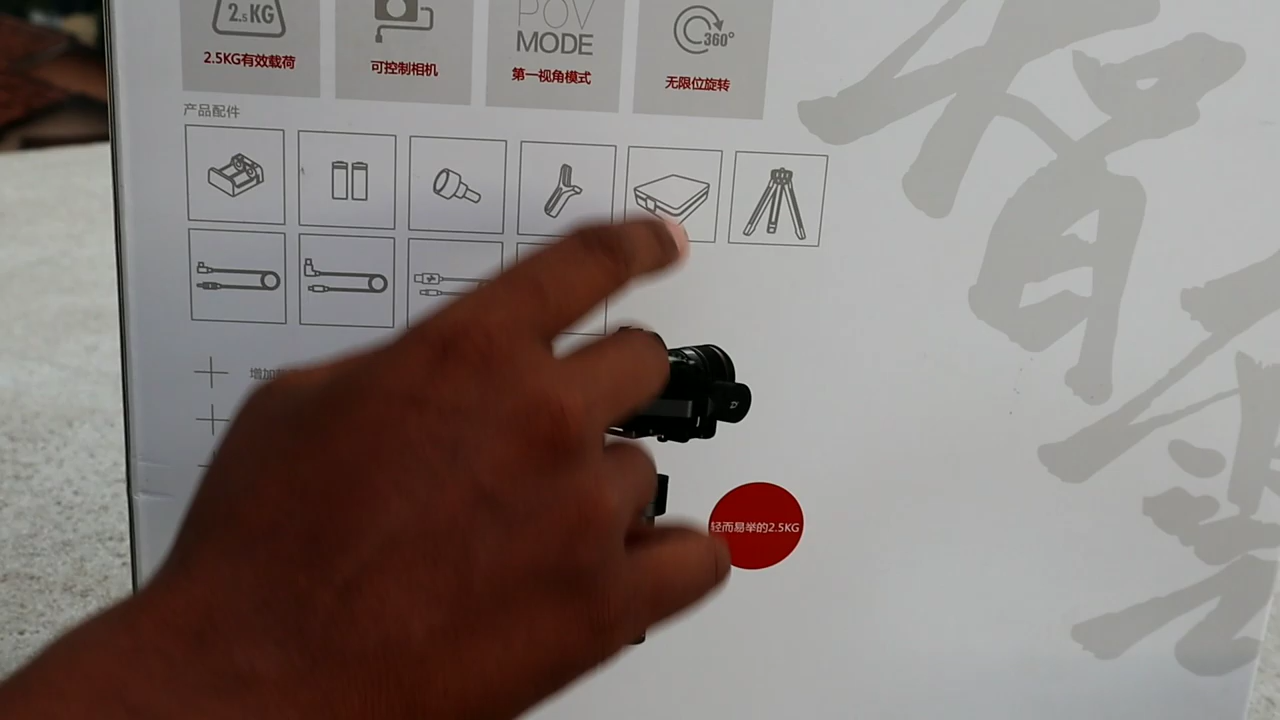 2.5KG
2.5KG有效载荷
可控制相机
POV
MODE
第一视角模式
360°
无限位旋转
产品配件
增加
轻而易举的2.5KG